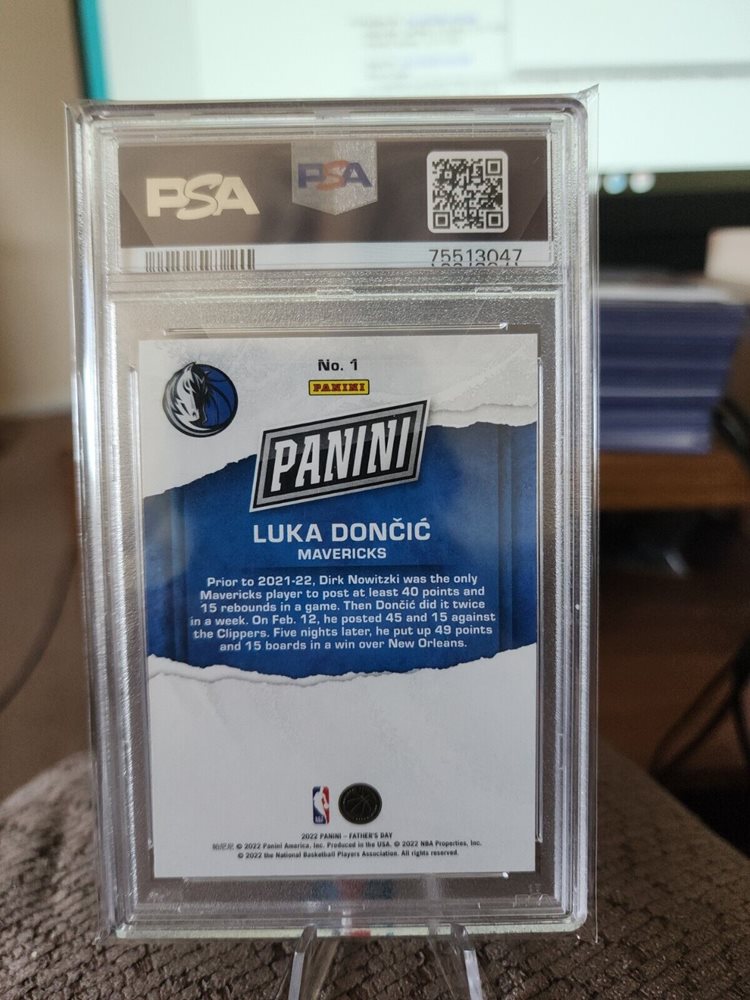 PSA
PSA
75513047
No. 1
PANINI
PANINI
LUKA DONČIĆ
MAVERICKS
Prior to 2021-22, Dirk Nowitzki was the only
Mavericks player to post at least 40 points and
15 rebounds in a game. Then Dončić did it twice
in a week. On Feb. 12, he posted 45 and 15 against
the Clippers. Five nights later, he put up 49 points
and 15 boards in a win over New Orleans.
2022 PANINI – FATHER'S DAY
帕尼尼 © 2022 Panini America, Inc. Produced in the USA. © 2022 NBA Properties, Inc.
© 2022 the National Basketball Players Association. All rights reserved.